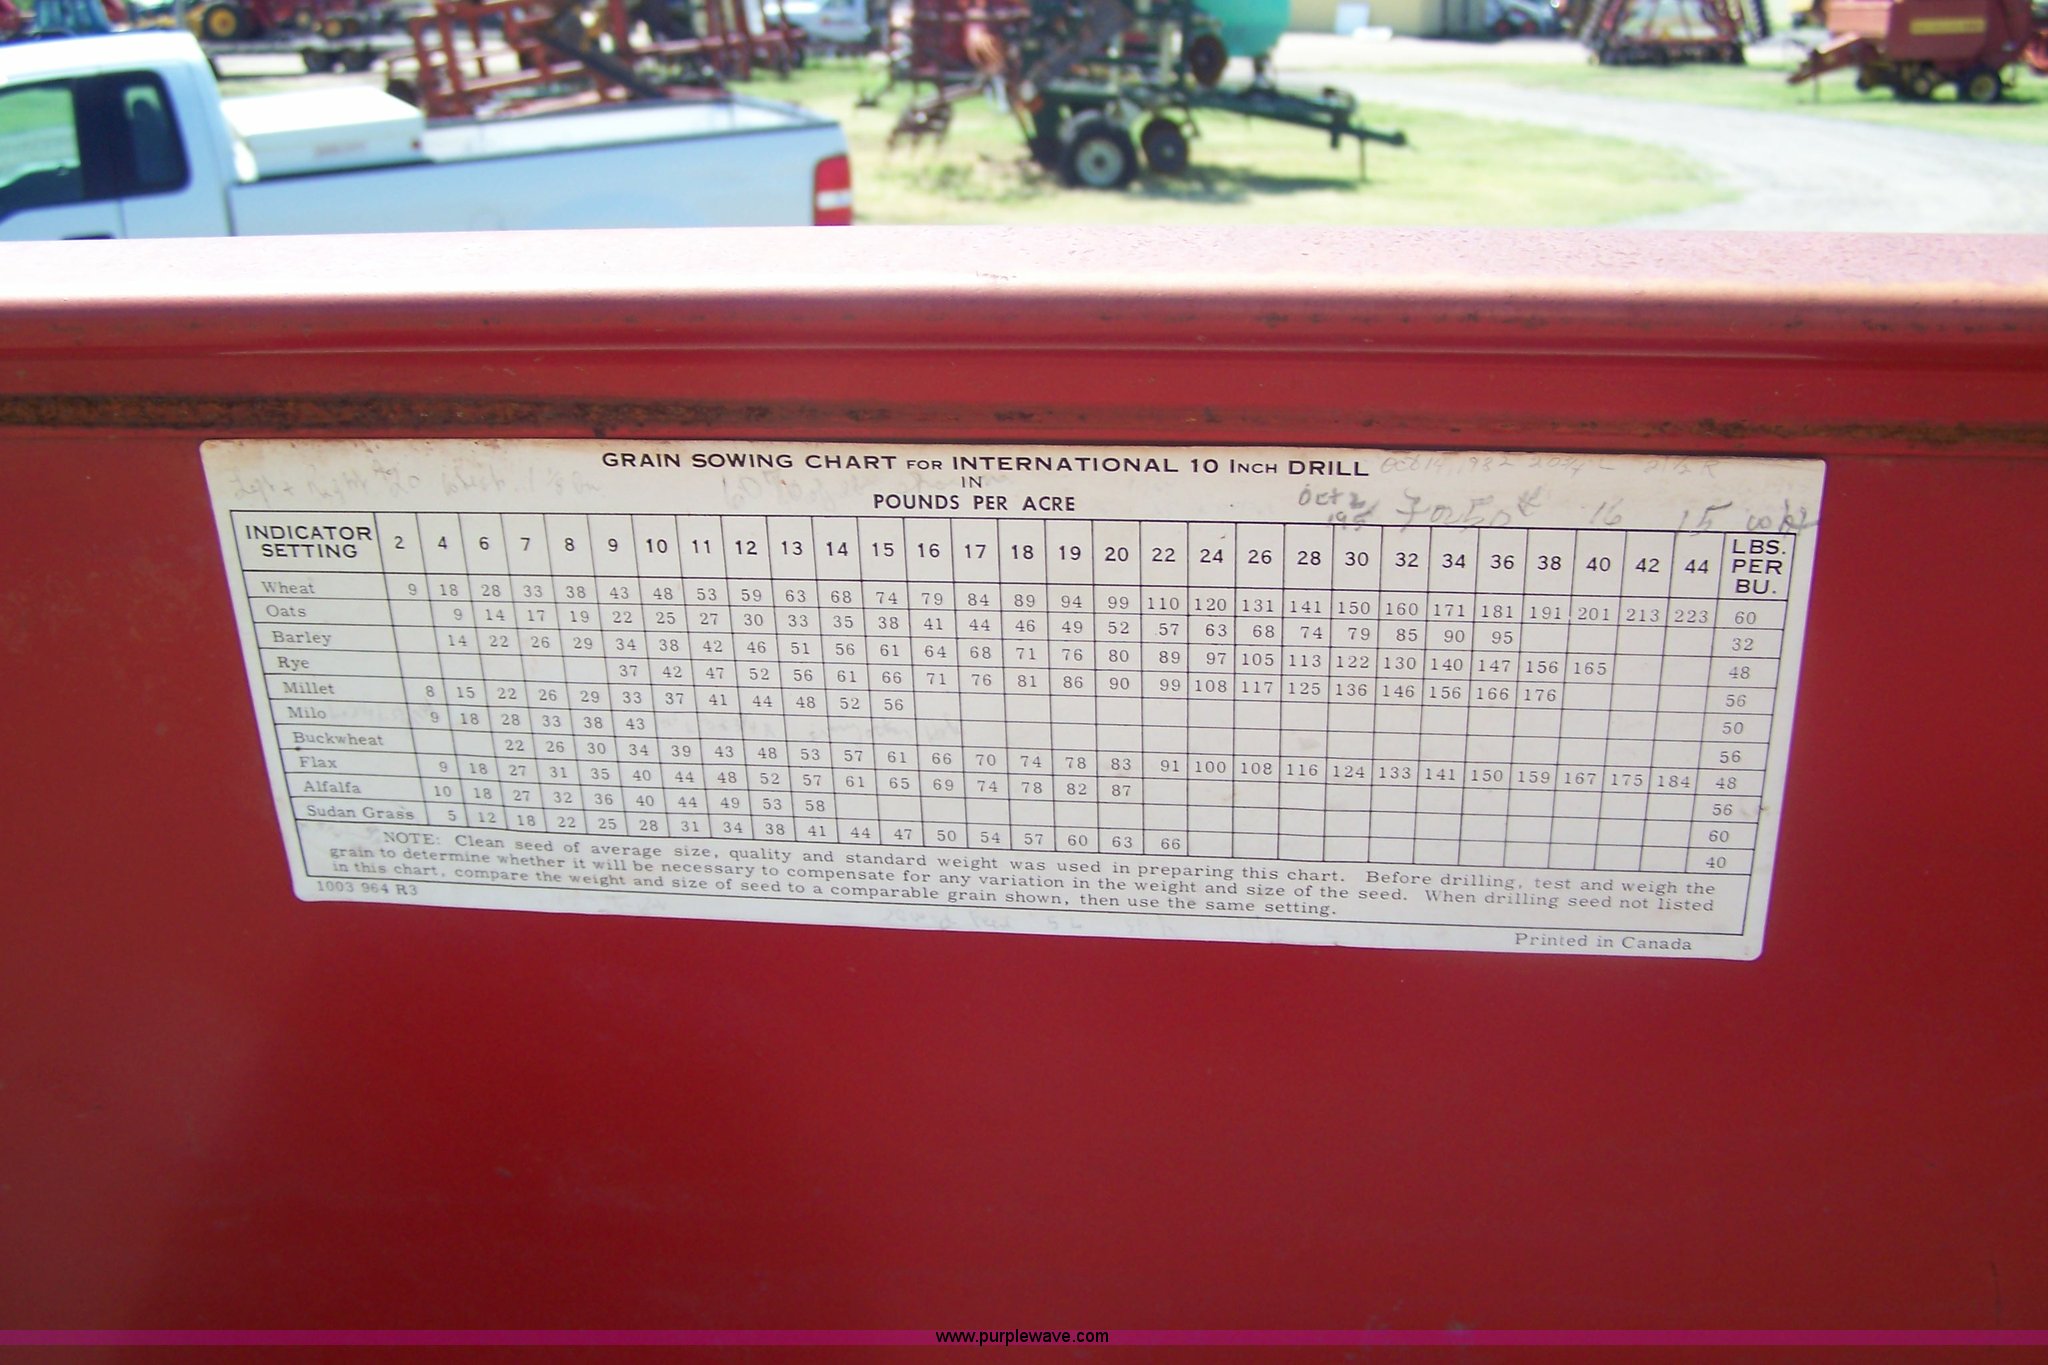 GRAIN SOWING CHART FOR INTERNATIONAL 10 INCH DRILL
IN
POUNDS PER ACRE
Oct 2
16 15
INDICATOR SETTING 2 4 6 7 8 9 10 11 12 13 14 15 16 17 18 19 20 22 24 26 28 30 32 34 36 38 40 42 44 LBS. PER BU.
Wheat 9 18 28 33 38 43 48 53 59 63 68 74 79 84 89 94 99 110 120 131 141 150 160 171 181 191 201 213 223 60
Oats 9 14 17 19 22 25 27 30 33 35 38 41 44 46 49 52 57 63 68 74 79 85 90 95 32
Barley 14 22 26 29 34 38 42 46 51 56 61 64 68 71 76 80 89 97 105 113 122 130 140 147 156 165 48
Rye 37 42 47 52 56 61 66 71 76 81 86 90 99 108 117 125 136 146 156 166 176 56
Millet 8 15 22 26 29 33 37 41 44 48 52 56 50
Milo 9 18 28 33 38 43 56
Buckwheat 22 26 30 34 39 43 48 53 57 61 66 70 74 78 83 91 100 108 116 124 133 141 150 159 167 175 184 48
Flax 9 18 27 31 35 40 44 48 52 57 61 65 69 74 78 82 87 56
Alfalfa 10 18 27 32 36 40 44 49 53 58 60
Sudan Grass 5 12 18 22 25 28 31 34 38 41 44 47 50 54 57 60 63 66 40
NOTE: Clean seed of average size, quality and standard weight was used in preparing this chart. Before drilling, test and weigh the
grain to determine whether it will be necessary to compensate for any variation in the weight and size of the seed. When drilling seed not listed
in this chart, compare the weight and size of seed to a comparable grain shown, then use the same setting.
1003 964 R3
Printed in Canada
www.purplewave.com